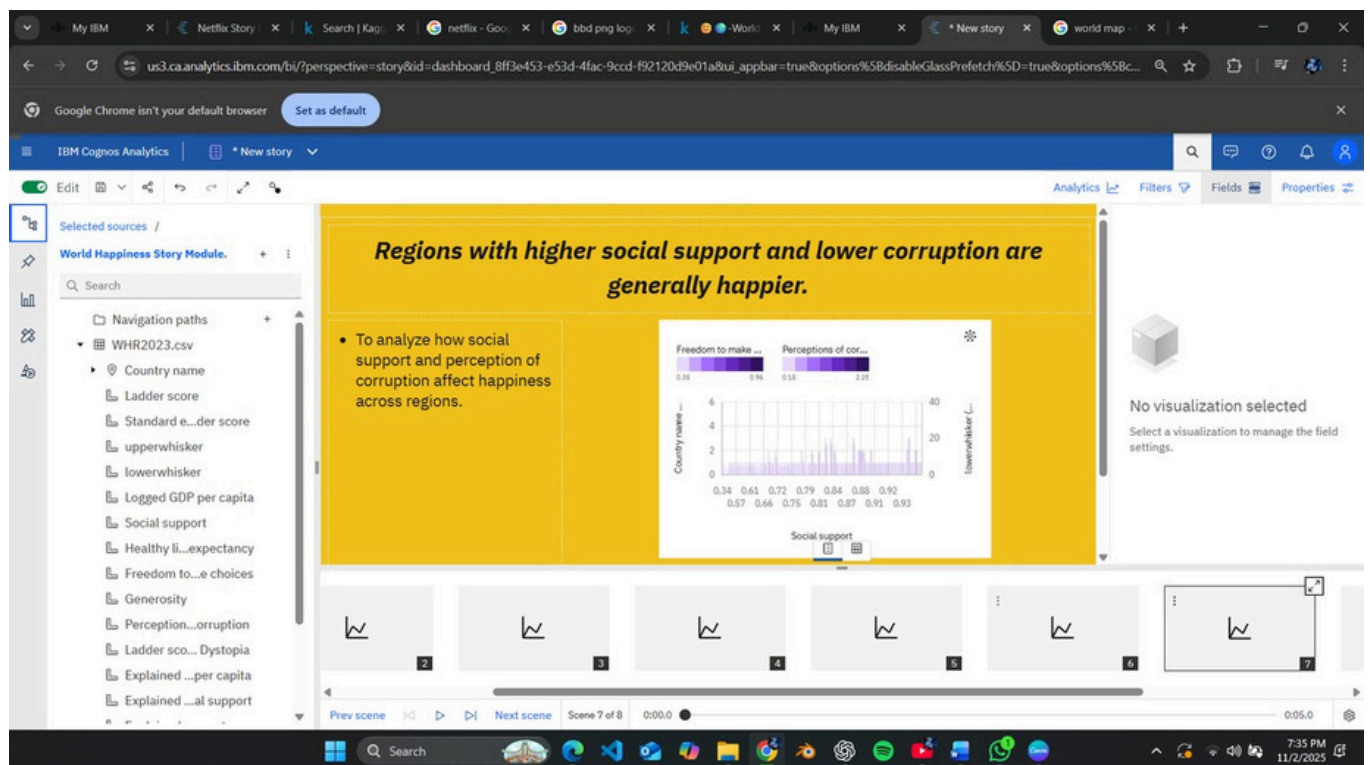 My IBM
Netflix Story
Search | Kagg
netflix - Goog
bbd png logo
-World
My IBM
* New story
world map -
us3.ca.analytics.ibm.com/bi/?perspective=story&id=dashboard_8ff3e453-e53d-4fac-9ccd-f92120d9e01a&ui_appbar=true&options%5BdisableGlassPrefetch%5D=true&options%5Bc...
Google Chrome isn't your default browser
Set as default
IBM Cognos Analytics
* New story
Edit
Analytics
Filters
Fields
Properties
Selected sources /
World Happiness Story Module.
Search
Navigation paths
WHR2023.csv
Country name
Ladder score
Standard e...der score
upperwhisker
lowerwhisker
Logged GDP per capita
Social support
Healthy li...expectancy
Freedom to...e choices
Generosity
Perception...orruption
Ladder sco... Dystopia
Explained ...per capita
Explained ...al support
Regions with higher social support and lower corruption are
generally happier.
• To analyze how social
support and perception of
corruption affect happiness
across regions.
Freedom to make ...
Perceptions of cor...
0.38 0.96
0.18 2.25
Country name ...
6
4
2
0
40
20
0
lowerwhisker (...
0.34 0.61 0.72 0.79 0.84 0.88 0.92
0.57 0.66 0.75 0.81 0.87 0.91 0.93
Social support
No visualization selected
Select a visualization to manage the field
settings.
2
3
4
5
6
7
Prev scene
Next scene
Scene 7 of 8
0:00.0
0:05.0
Search
7:35 PM
11/2/2025